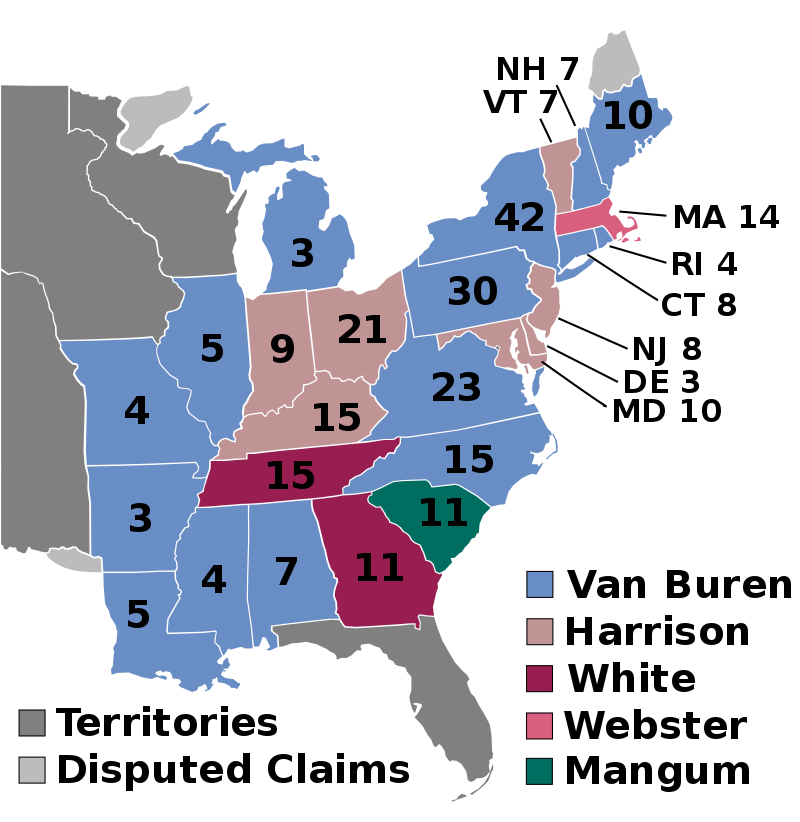 NH 7
VT 7
10
42
MA 14
3
RI 4
30
CT 8
5
9
21
NJ 8
DE 3
4
15
23
MD 10
15
15
3
11
4
7
11
5
Van Buren
Harrison
White
Webster
Mangum
Territories
Disputed Claims